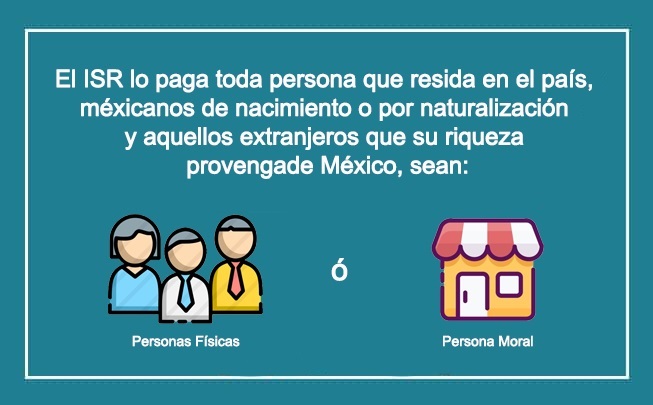 El ISR lo paga toda persona que resida en el país,
méxicanos de nacimiento o por naturalización
y aquellos extranjeros que su riqueza
provengade México, sean:
ó
Personas Físicas
Persona Moral